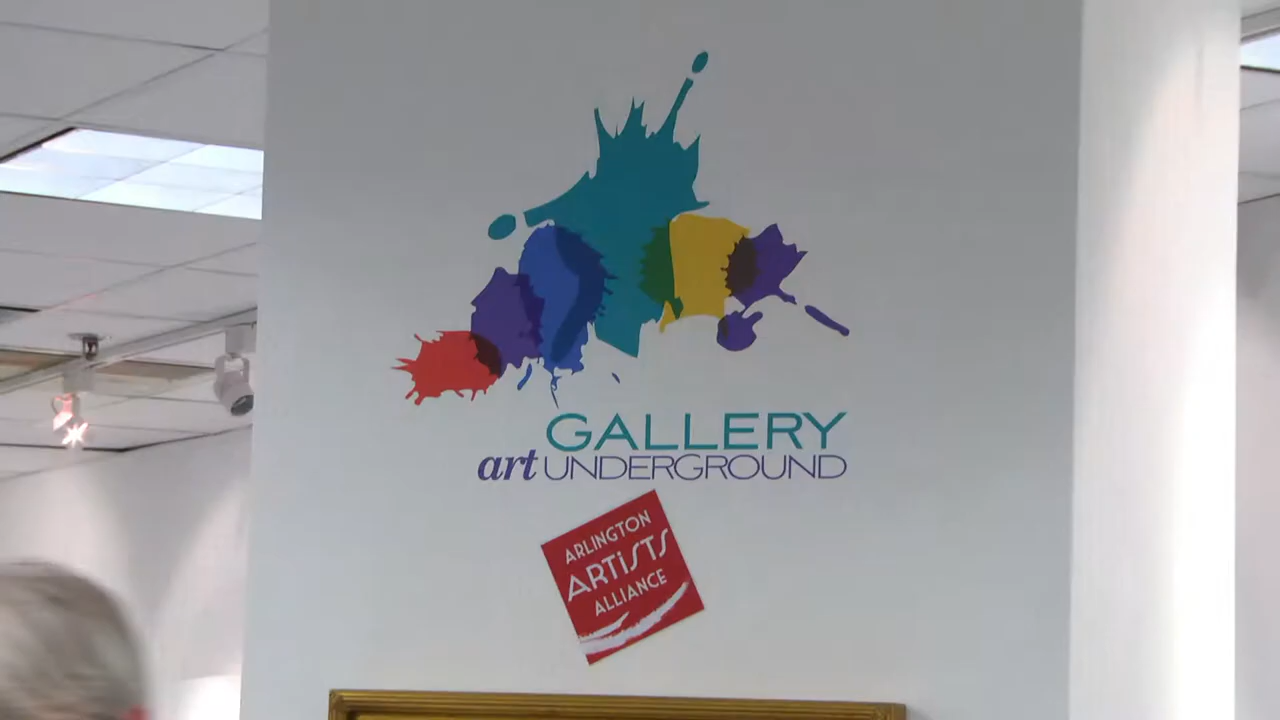 GALLERY
art UNDERGROUND
ARLINGTON
ARTiSTS
ALLIANCE